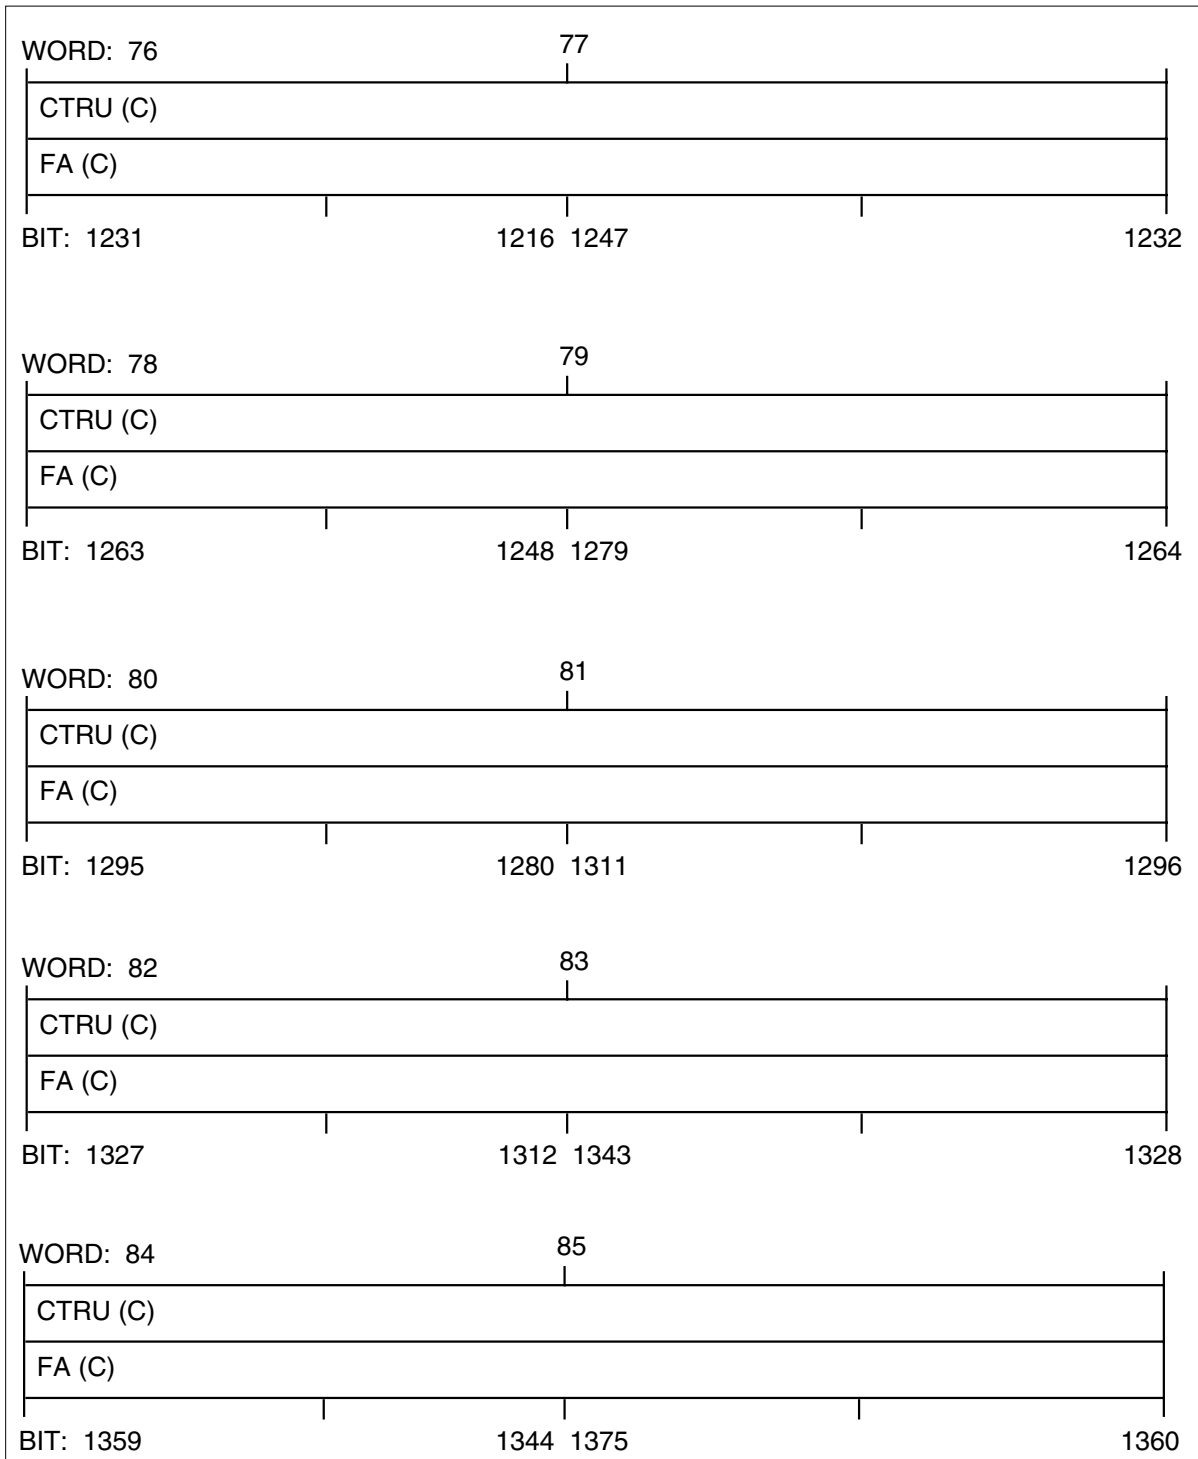 WORD: 76 77
CTRU (C)
FA (C)
BIT: 1231 1216 1247 1232
WORD: 78 79
CTRU (C)
FA (C)
BIT: 1263 1248 1279 1264
WORD: 80 81
CTRU (C)
FA (C)
BIT: 1295 1280 1311 1296
WORD: 82 83
CTRU (C)
FA (C)
BIT: 1327 1312 1343 1328
WORD: 84 85
CTRU (C)
FA (C)
BIT: 1359 1344 1375 1360